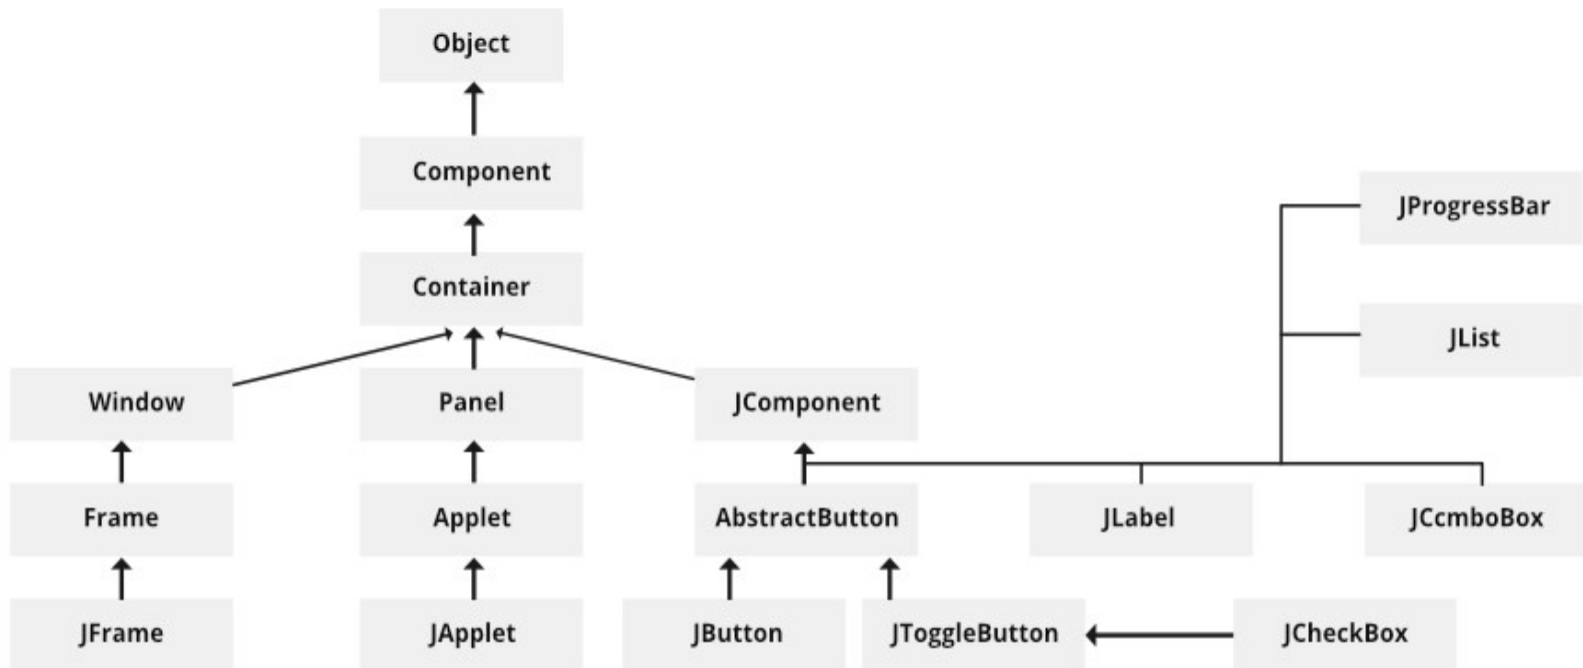 Object
Component
JProgressBar
Container
JList
Window
Panel
JComponent
Frame
Applet
AbstractButton
JLabel
JCcmboBox
JFrame
JApplet
JButton
JToggleButton
JCheckBox